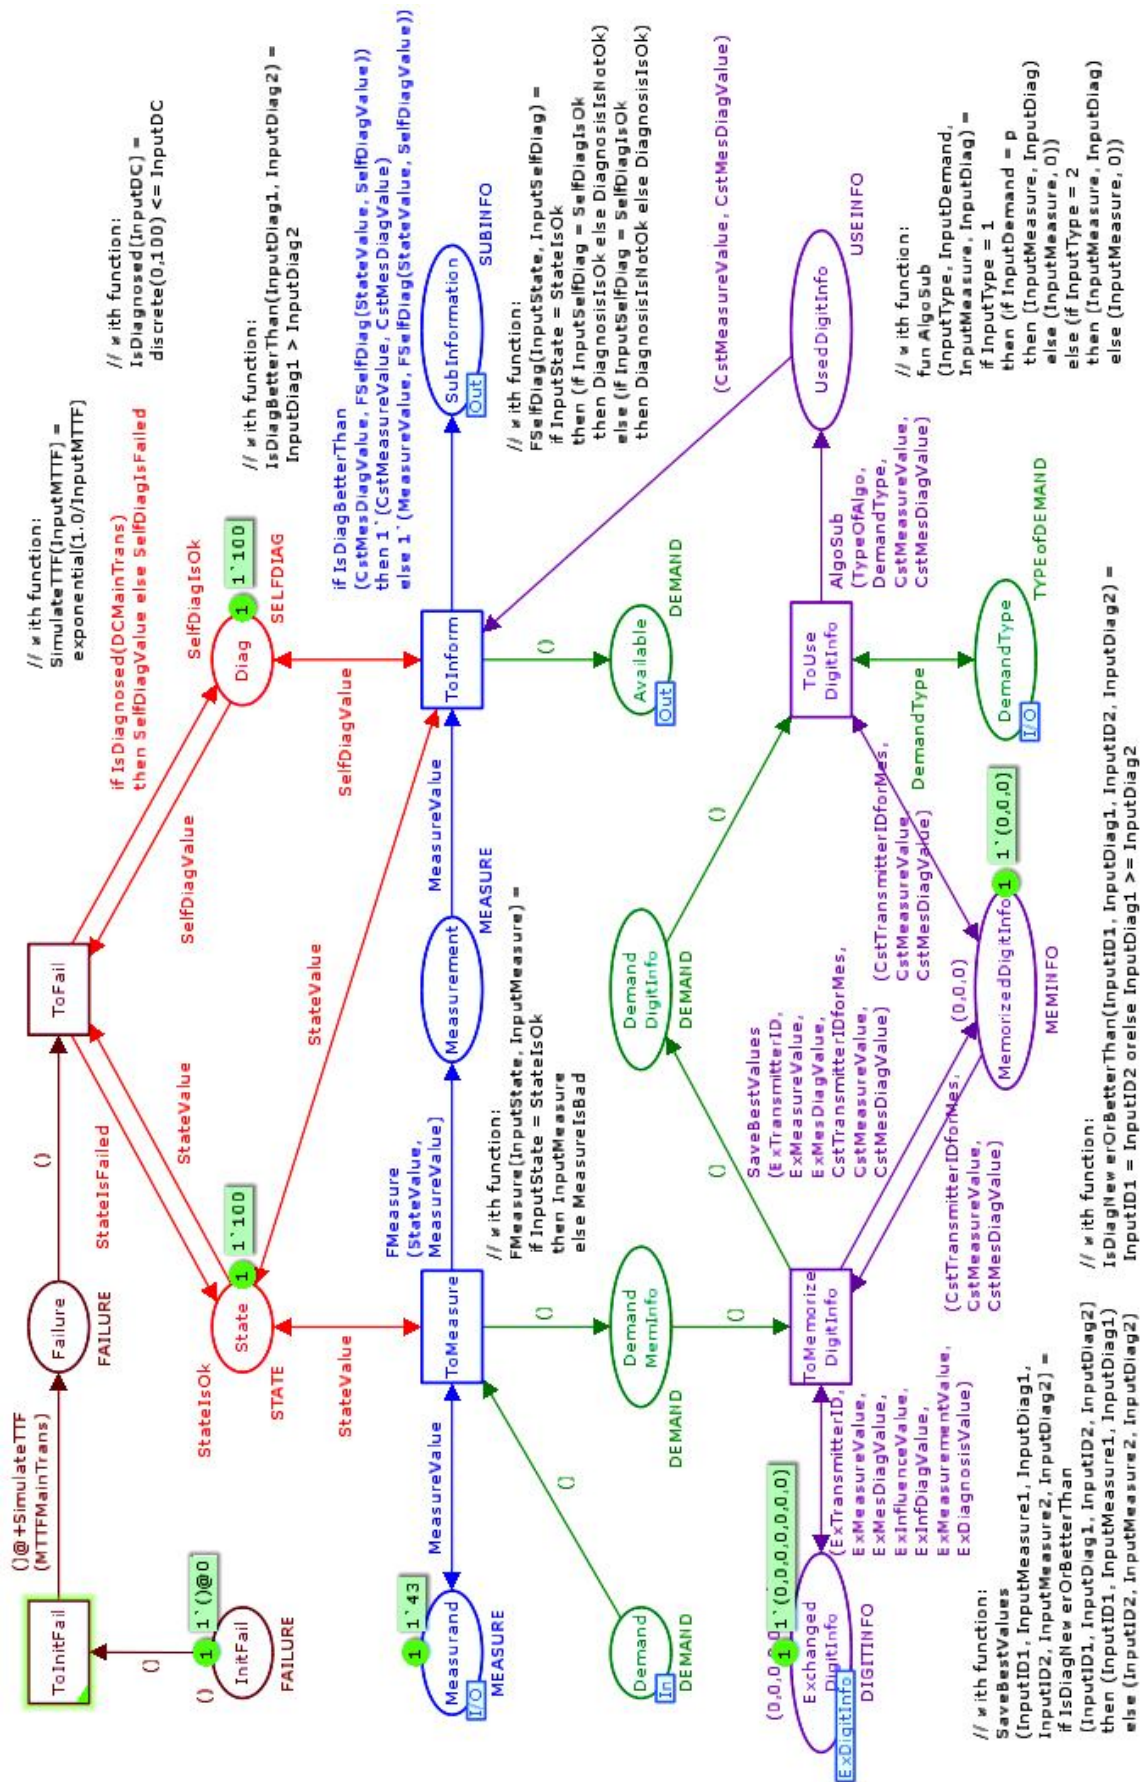 ()@+SimulateTTF
(MTTFMainTrans)
// with function:
SimulateTTF(InputMTTF) =
exponential(1.0/InputMTTF)
ToInitFail
Failure
FAILURE
()
ToFail
()
()
1
1`()@0
InitFail
FAILURE
StateIsFailed
StateValue
SelfDiagValue
if IsDiagnosed(DCMainTrans)
then SelfDiagValue else SelfDiagIsFailed
// with function:
IsDiagnosed(InputDC) =
discrete(0,100) <= InputDC
StateIsOk
State
1
1`100
STATE
SelfDiagIsOk
Diag
1
1`100
SELFDIAG
// with function:
IsDiagBetterThan(InputDiag1, InputDiag2) =
InputDiag1 > InputDiag2
StateValue
StateValue
SelfDiagValue
if IsDiagBetterThan
(CstMesDiagValue, FSelfDiag(StateValue, SelfDiagValue))
then 1`(CstMeasureValue, CstMesDiagValue)
else 1`(MeasureValue, FSelfDiag(StateValue, SelfDiagValue))
1
1`43
Measurand
I/O
MEASURE
MeasureValue
ToMeasure
FMeasure
(StateValue,
MeasureValue)
Measurement
MEASURE
MeasureValue
ToInform
SubInformation
Out
SUBINFO
// with function:
FMeasure(InputState, InputMeasure) =
if InputState = StateIsOk
then InputMeasure
else MeasureIsBad
// with function:
FSelfDiag(InputState, InputSelfDiag) =
if InputState = StateIsOk
then (if InputSelfDiag = SelfDiagIsOk
then DiagnosisIsOk else DiagnosisIsNotOk)
else (if InputSelfDiag = SelfDiagIsOk
then DiagnosisIsNotOk else DiagnosisIsOk)
()
()
()
Demand
In
DEMAND
Demand
MemInfo
DEMAND
Demand
DigitInfo
DEMAND
Available
Out
DEMAND
()
()
()
(CstMeasureValue, CstMesDiagValue)
(0,0,0,0
1
1`(0,0,0,0,0,0,0)
Exchanged
DigitInfo
ExDigitInfo
DIGITINFO
(ExTransmitterID,
ExMeasureValue,
ExMesDiagValue,
ExInfluenceValue,
ExInfDiagValue,
ExMeasurementValue,
ExDiagnosisValue)
ToMemorize
DigitInfo
SaveBestValues
(ExTransmitterID,
ExMeasureValue,
ExMesDiagValue,
CstTransmitterIDforMes,
CstMeasureValue,
CstMesDiagValue)
ToUse
DigitInfo
AlgoSub
(TypeOfAlgo,
DemandType,
CstMeasureValue,
CstMesDiagValue)
UsedDigitInfo
USEINFO
(CstTransmitterIDforMes,
CstMeasureValue,
CstMesDiagValue)
(CstTransmitterIDforMes,
CstMeasureValue,
CstMesDiagValue)
(0,0,0)
MemorizedDigitInfo
1
1`(0,0,0)
MEMINFO
DemandType
DemandType
I/O
TYPEofDEMAND
// with function:
fun AlgoSub
(InputType, InputDemand,
InputMeasure, InputDiag) =
if InputType = 1
then (if InputDemand = p
then (InputMeasure, InputDiag)
else (InputMeasure, 0))
else (if InputType = 2
then (InputMeasure, InputDiag)
else (InputMeasure, 0))
// with function:
SaveBestValues
(InputID1, InputMeasure1, InputDiag1,
InputID2, InputMeasure2, InputDiag2) =
if IsDiagNewerOrBetterThan
(InputID1, InputDiag1, InputID2, InputDiag2)
then (InputID1, InputMeasure1, InputDiag1)
else (InputID2, InputMeasure2, InputDiag2)
// with function:
IsDiagNewerOrBetterThan(InputID1, InputDiag1, InputID2, InputDiag2) =
InputID1 = InputID2 orelse InputDiag1 >= InputDiag2